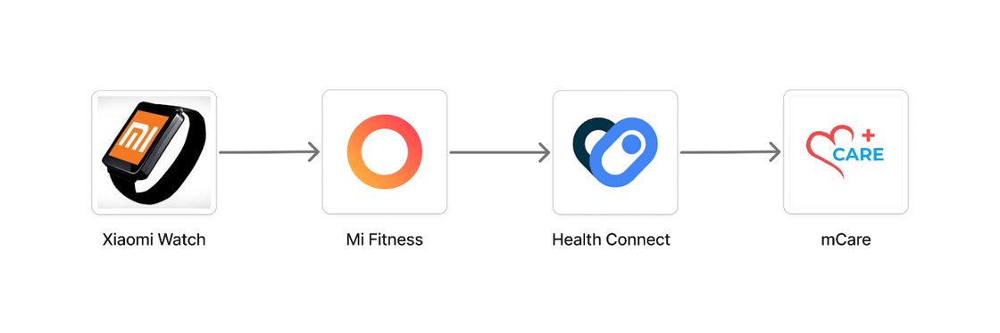 mi
CARE
Xiaomi Watch
Mi Fitness
Health Connect
mCare